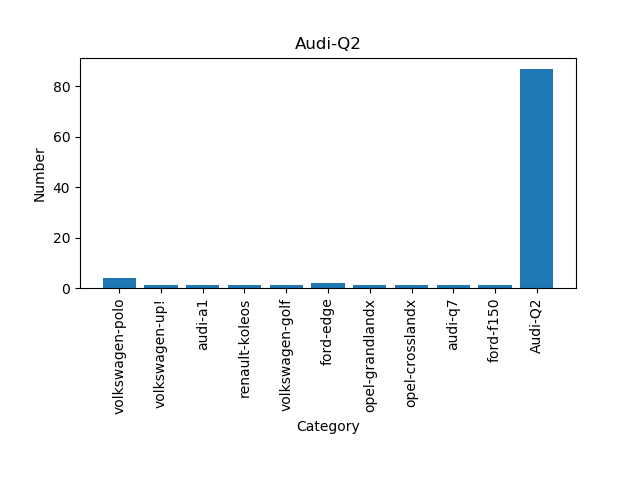 Audi-Q2
Number
80
60
40
20
0
volkswagen-polo
volkswagen-up!
audi-a1
renault-koleos
volkswagen-golf
ford-edge
opel-grandlandx
opel-crosslandx
audi-q7
ford-f150
Audi-Q2
Category